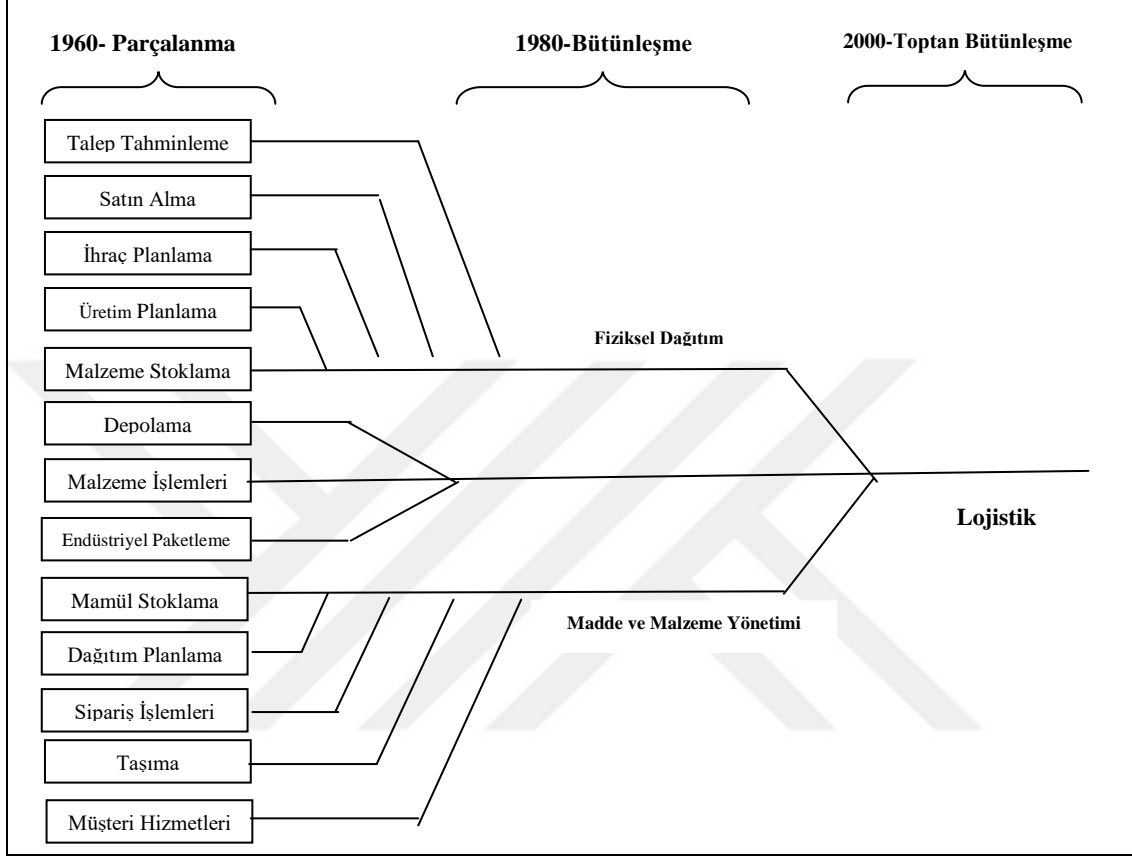 1960- Parçalanma
1980-Bütünleşme
2000-Toptan Bütünleşme
Talep Tahminleme
Satın Alma
İhraç Planlama
Üretim Planlama
Fiziksel Dağıtım
Malzeme Stoklama
Depolama
Malzeme İşlemleri
Lojistik
Endüstriyel Paketleme
Mamül Stoklama
Madde ve Malzeme Yönetimi
Dağıtım Planlama
Sipariş İşlemleri
Taşıma
Müşteri Hizmetleri